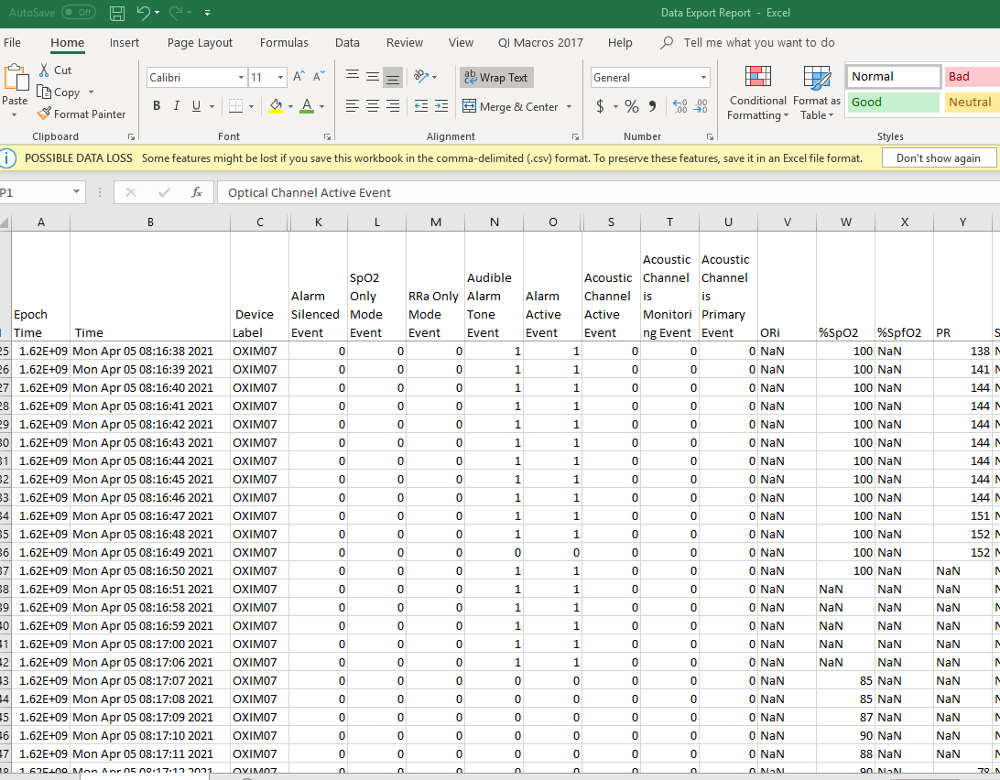 AutoSave Off Data Export Report - Excel
File Home Insert Page Layout Formulas Data Review View QI Macros 2017 Help Tell me what you want to do
Cut
Copy
Format Painter
Paste
Clipboard
Calibri 11 A A
B I U A
Font
ab Wrap Text
Merge & Center
Alignment
General
$ % 9 .00 .00
Number
Conditional Formatting
Format as Table
Normal Bad
Good Neutral
Styles
POSSIBLE DATA LOSS Some features might be lost if you save this workbook in the comma-delimited (.csv) format. To preserve these features, save it in an Excel file format. Don't show again
P1 fx Optical Channel Active Event
A B C K L M N O S T U V W X Y
Epoch Time Time Device Label Alarm Silenced Event SpO2 Only Mode Event RRa Only Mode Event Audible Alarm Tone Event Alarm Active Event Acoustic Channel Active Event Acoustic Channel is Monitoring Event Acoustic Channel is Primary Event ORi %SpO2 %SpfO2 PR
25 1.62E+09 Mon Apr 05 08:16:38 2021 OXIM07 0 0 0 1 1 0 0 0 NaN 100 NaN 138
26 1.62E+09 Mon Apr 05 08:16:39 2021 OXIM07 0 0 0 1 1 0 0 0 NaN 100 NaN 141
27 1.62E+09 Mon Apr 05 08:16:40 2021 OXIM07 0 0 0 1 1 0 0 0 NaN 100 NaN 144
28 1.62E+09 Mon Apr 05 08:16:41 2021 OXIM07 0 0 0 1 1 0 0 0 NaN 100 NaN 144
29 1.62E+09 Mon Apr 05 08:16:42 2021 OXIM07 0 0 0 1 1 0 0 0 NaN 100 NaN 144
30 1.62E+09 Mon Apr 05 08:16:43 2021 OXIM07 0 0 0 1 1 0 0 0 NaN 100 NaN 144
31 1.62E+09 Mon Apr 05 08:16:44 2021 OXIM07 0 0 0 1 1 0 0 0 NaN 100 NaN 144
32 1.62E+09 Mon Apr 05 08:16:45 2021 OXIM07 0 0 0 1 1 0 0 0 NaN 100 NaN 144
33 1.62E+09 Mon Apr 05 08:16:46 2021 OXIM07 0 0 0 1 1 0 0 0 NaN 100 NaN 144
34 1.62E+09 Mon Apr 05 08:16:47 2021 OXIM07 0 0 0 1 1 0 0 0 NaN 100 NaN 151
35 1.62E+09 Mon Apr 05 08:16:48 2021 OXIM07 0 0 0 1 1 0 0 0 NaN 100 NaN 152
36 1.62E+09 Mon Apr 05 08:16:49 2021 OXIM07 0 0 0 0 0 0 0 0 NaN 100 NaN 152
37 1.62E+09 Mon Apr 05 08:16:50 2021 OXIM07 0 0 0 1 1 0 0 0 NaN 100 NaN NaN
38 1.62E+09 Mon Apr 05 08:16:51 2021 OXIM07 0 0 0 1 1 0 0 0 NaN NaN NaN NaN
39 1.62E+09 Mon Apr 05 08:16:58 2021 OXIM07 0 0 0 1 1 0 0 0 NaN NaN NaN NaN
40 1.62E+09 Mon Apr 05 08:16:59 2021 OXIM07 0 0 0 1 1 0 0 0 NaN NaN NaN NaN
41 1.62E+09 Mon Apr 05 08:17:00 2021 OXIM07 0 0 0 1 1 0 0 0 NaN NaN NaN NaN
42 1.62E+09 Mon Apr 05 08:17:06 2021 OXIM07 0 0 0 1 1 0 0 0 NaN NaN NaN NaN
43 1.62E+09 Mon Apr 05 08:17:07 2021 OXIM07 0 0 0 0 0 0 0 0 NaN 85 NaN NaN
44 1.62E+09 Mon Apr 05 08:17:08 2021 OXIM07 0 0 0 0 0 0 0 0 NaN 85 NaN NaN
45 1.62E+09 Mon Apr 05 08:17:09 2021 OXIM07 0 0 0 0 0 0 0 0 NaN 87 NaN NaN
46 1.62E+09 Mon Apr 05 08:17:10 2021 OXIM07 0 0 0 0 0 0 0 0 NaN 90 NaN NaN
47 1.62E+09 Mon Apr 05 08:17:11 2021 OXIM07 0 0 0 0 0 0 0 0 NaN 88 NaN NaN
1.62E+09 Mon Apr 05 08:17:12 2021 OXIM07 0 0 0 0 0 0 0 0 NaN 90 NaN 78